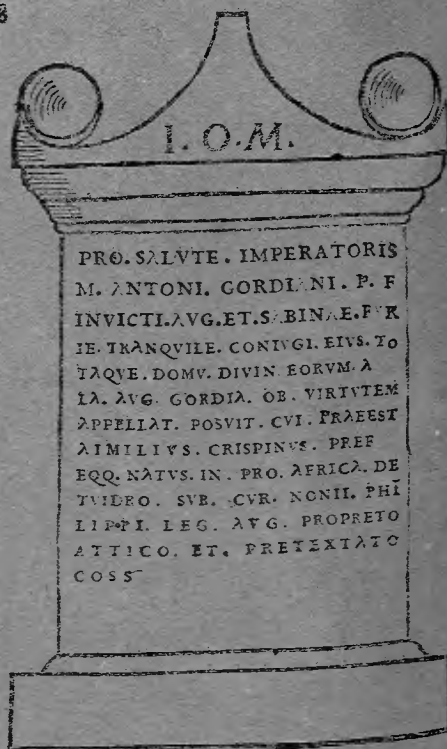 I. O. M.
PRO. SALVTE. IMPERATORIS
M. ANTONI. GORDIANI. P. F
INVICTI. AVG. ET. SABINAE. FVR
IE. TRANQVILE. CONIVGI. EIVS. TO
TAQVE. DOMV. DIVIN EORVM. A
LA. AVG. GORDIA. OB. VIRTVTEM
APPELLAT. POSVIT. CVI. PRAEEST
AIMILIVS. CRISPINVS. PREF
EQQ. NATVS. IN. PRO. AFRICA. DE
TVIDRO. SVB. CVR. NONII. PHI
LIPPI. LEG. AVG. PROPRETO
ATTICO. ET. PRETEXTATO
COSS